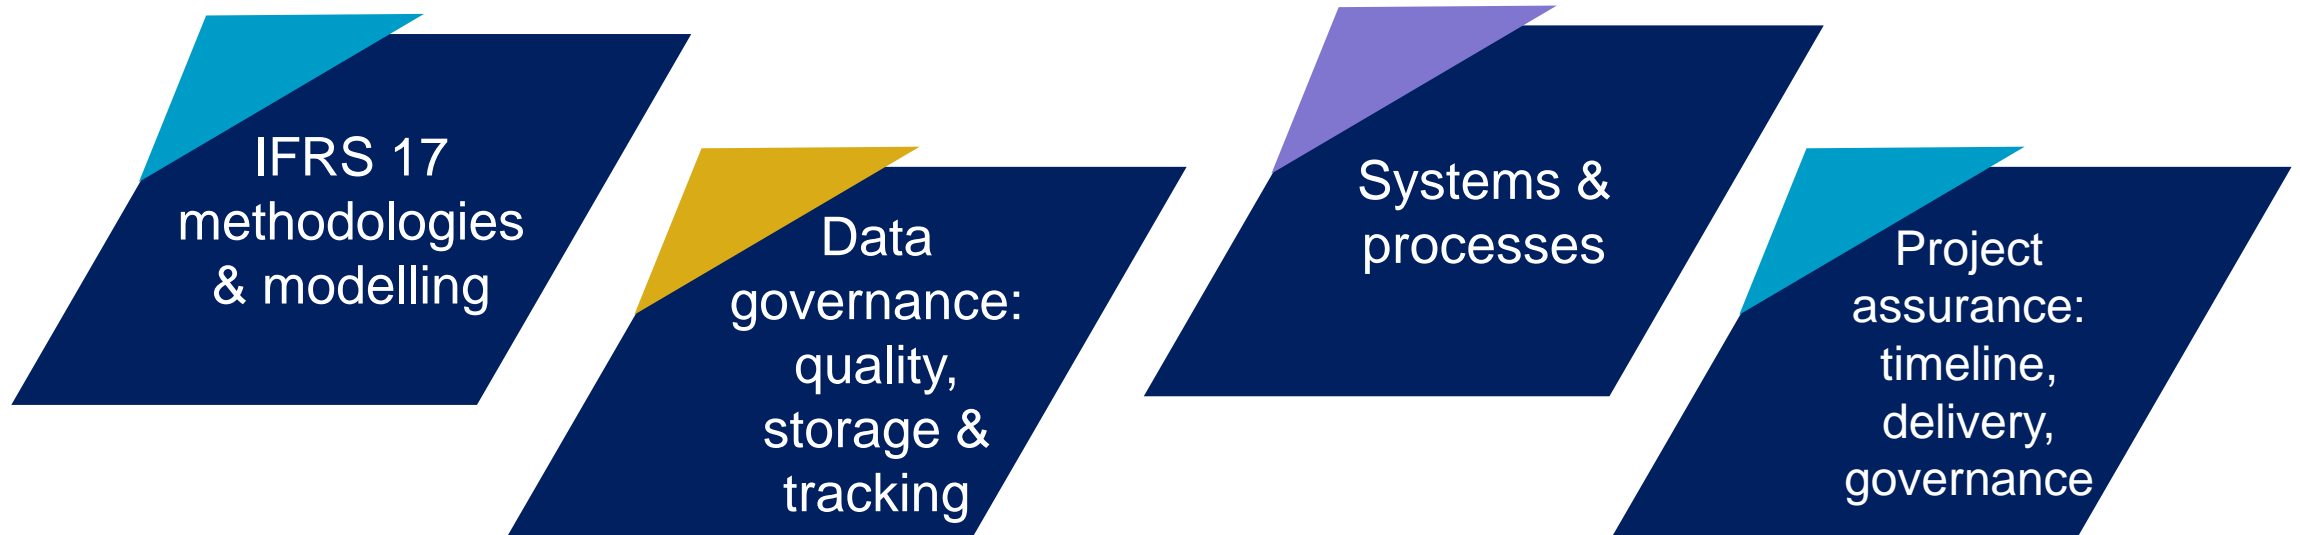 IFRS 17
methodologies
& modelling
Data
governance:
quality,
storage &
tracking
Systems &
processes
Project
assurance:
timeline,
delivery,
governance